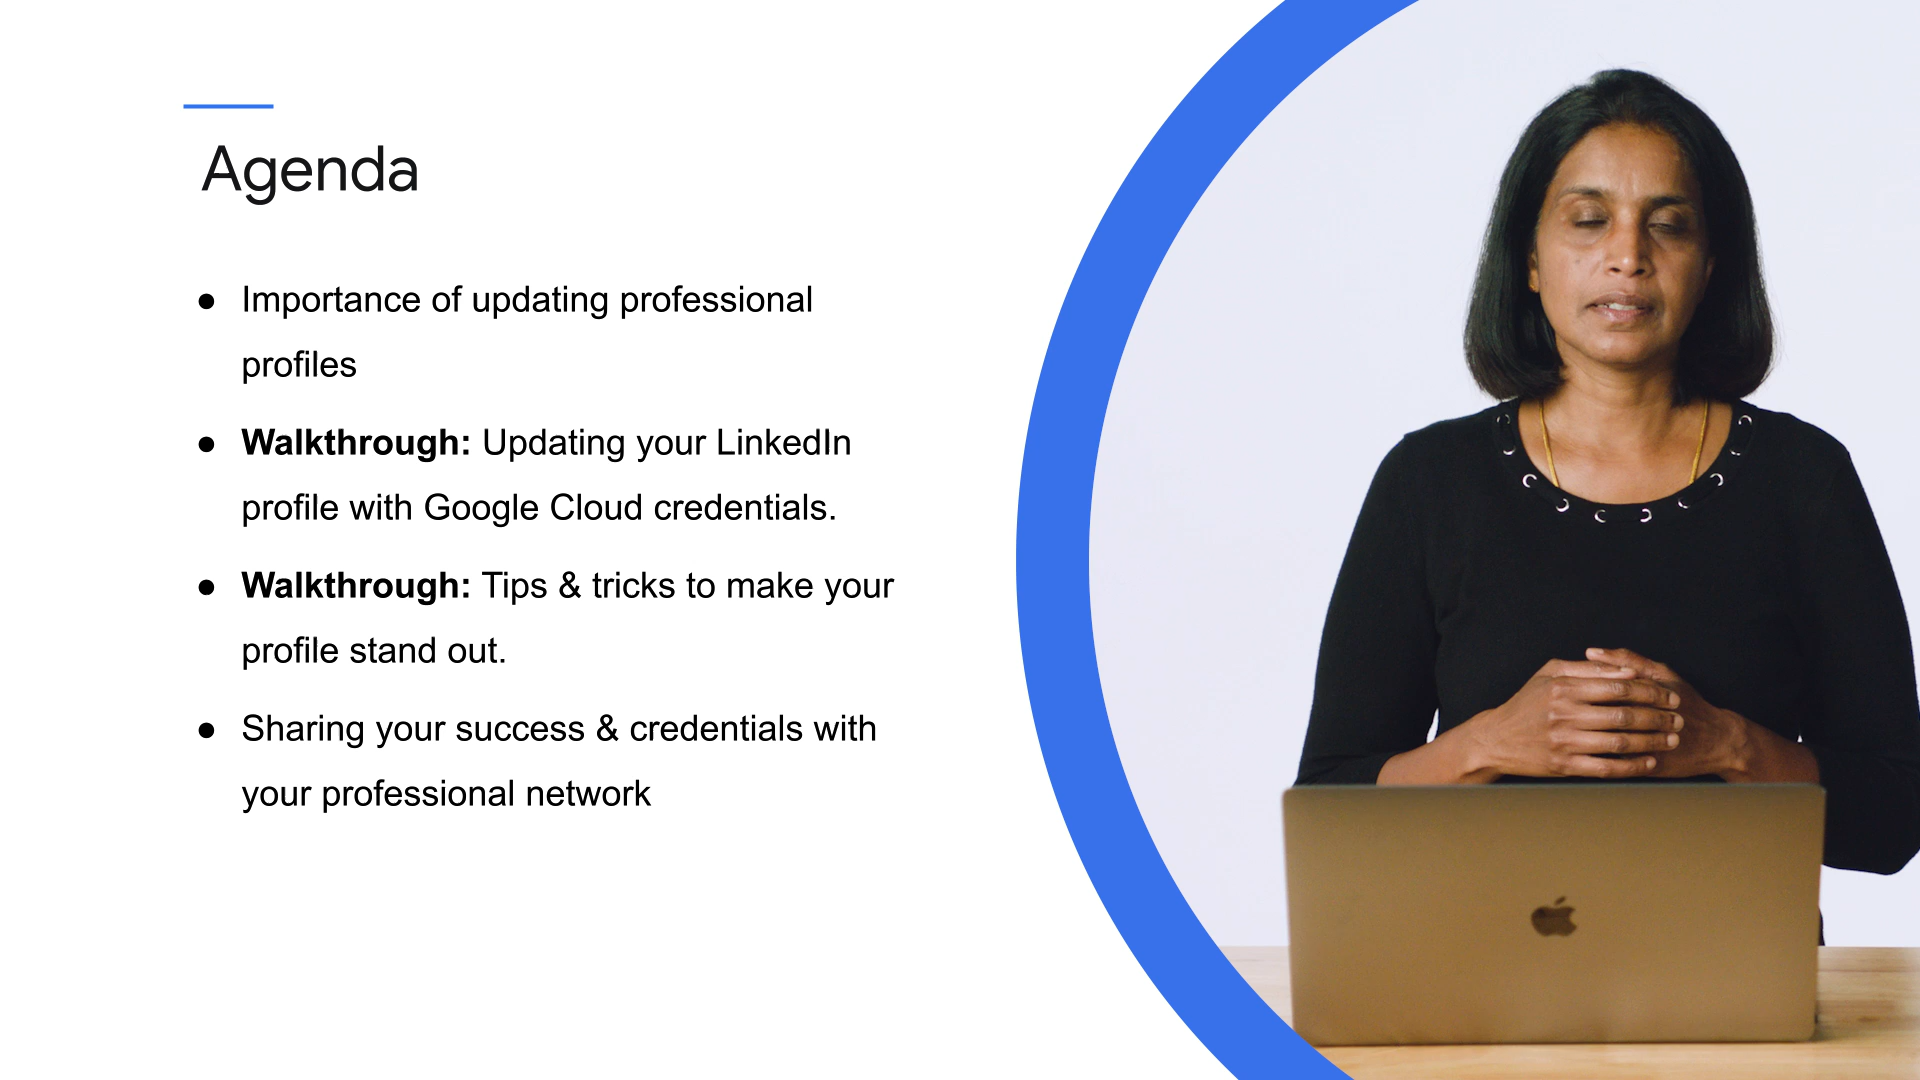 Agenda
● Importance of updating professional
profiles
● Walkthrough: Updating your LinkedIn
profile with Google Cloud credentials.
● Walkthrough: Tips & tricks to make your
profile stand out.
● Sharing your success & credentials with
your professional network